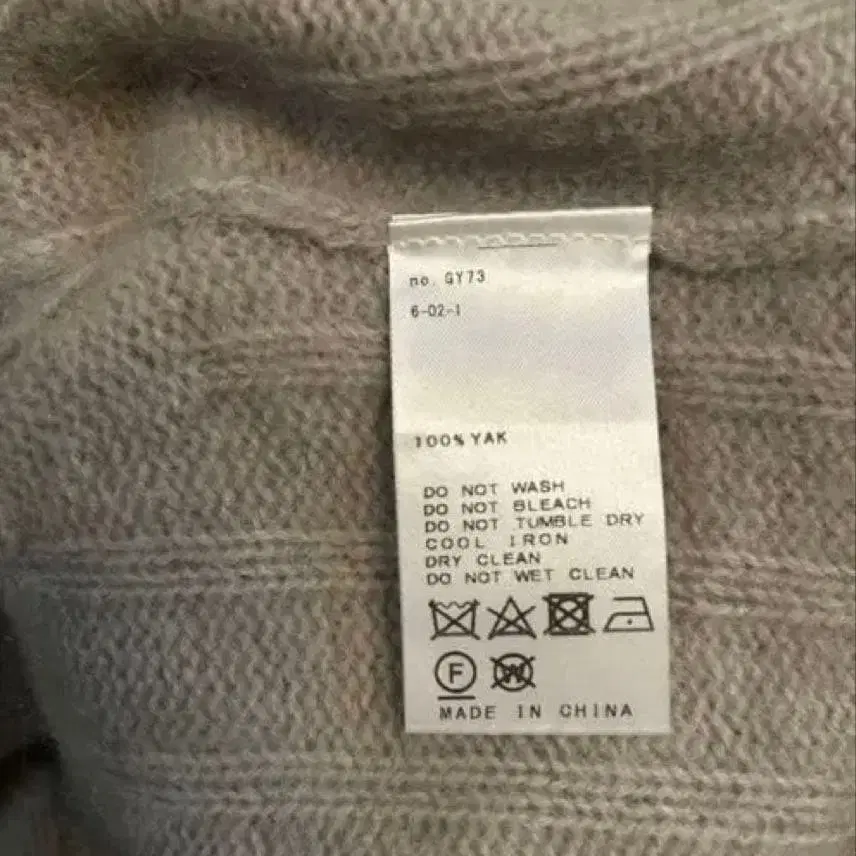 no. GY73
6-02-1
100% YAK
DO NOT WASH
DO NOT BLEACH
DO NOT TUMBLE DRY
COOL IRON
DRY CLEAN
DO NOT WET CLEAN
F W
MADE IN CHINA